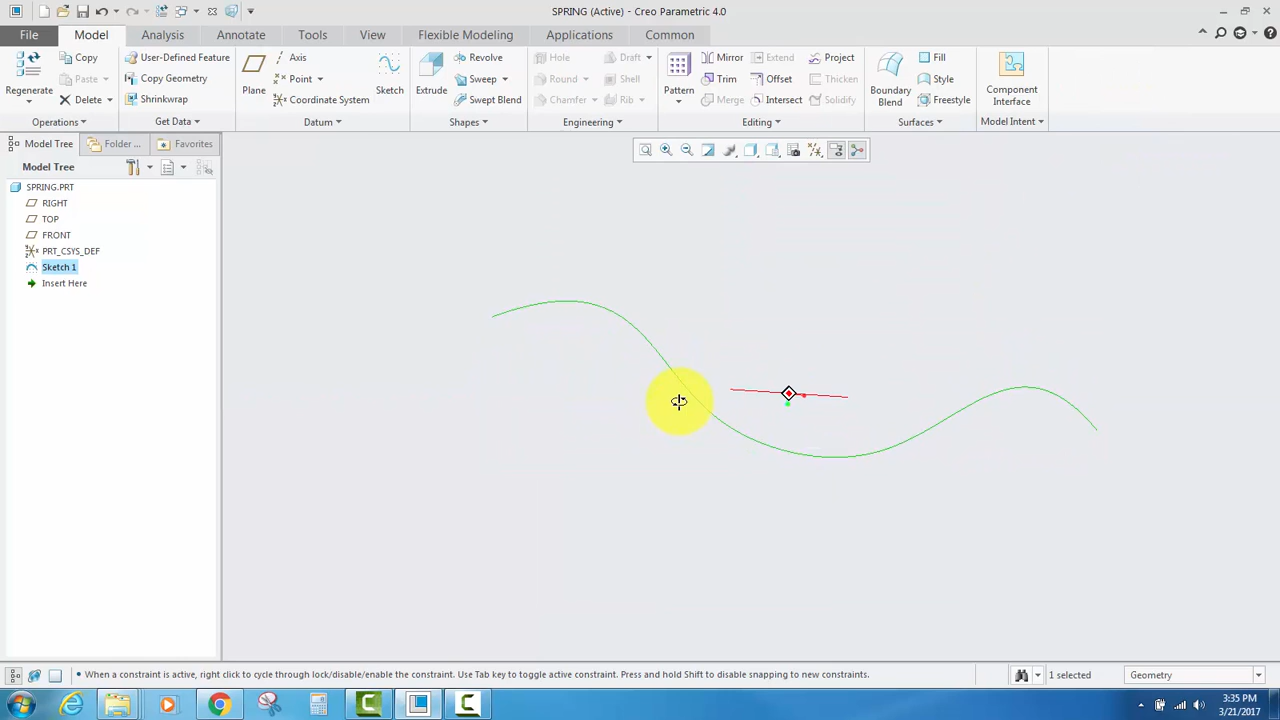 SPRING (Active) - Creo Parametric 4.0
File Model Analysis Annotate Tools View Flexible Modeling Applications Common
Regenerate
Copy
Paste
Delete
Operations
User-Defined Feature
Copy Geometry
Shrinkwrap
Get Data
Plane
Axis
Point
Coordinate System
Sketch
Datum
Extrude
Revolve
Sweep
Swept Blend
Shapes
Hole
Round
Chamfer
Draft
Shell
Rib
Engineering
Pattern
Mirror
Trim
Merge
Extend
Offset
Intersect
Project
Thicken
Solidify
Editing
Boundary
Blend
Fill
Style
Freestyle
Surfaces
Component
Interface
Model Intent
Model Tree Folder ... Favorites
Model Tree
SPRING.PRT
RIGHT
TOP
FRONT
PRT_CSYS_DEF
Sketch 1
Insert Here
When a constraint is active, right click to cycle through lock/disable/enable the constraint. Use Tab key to toggle active constraint. Press and hold Shift to disable snapping to new constraints.
1 selected
Geometry
3:35 PM
3/21/2017